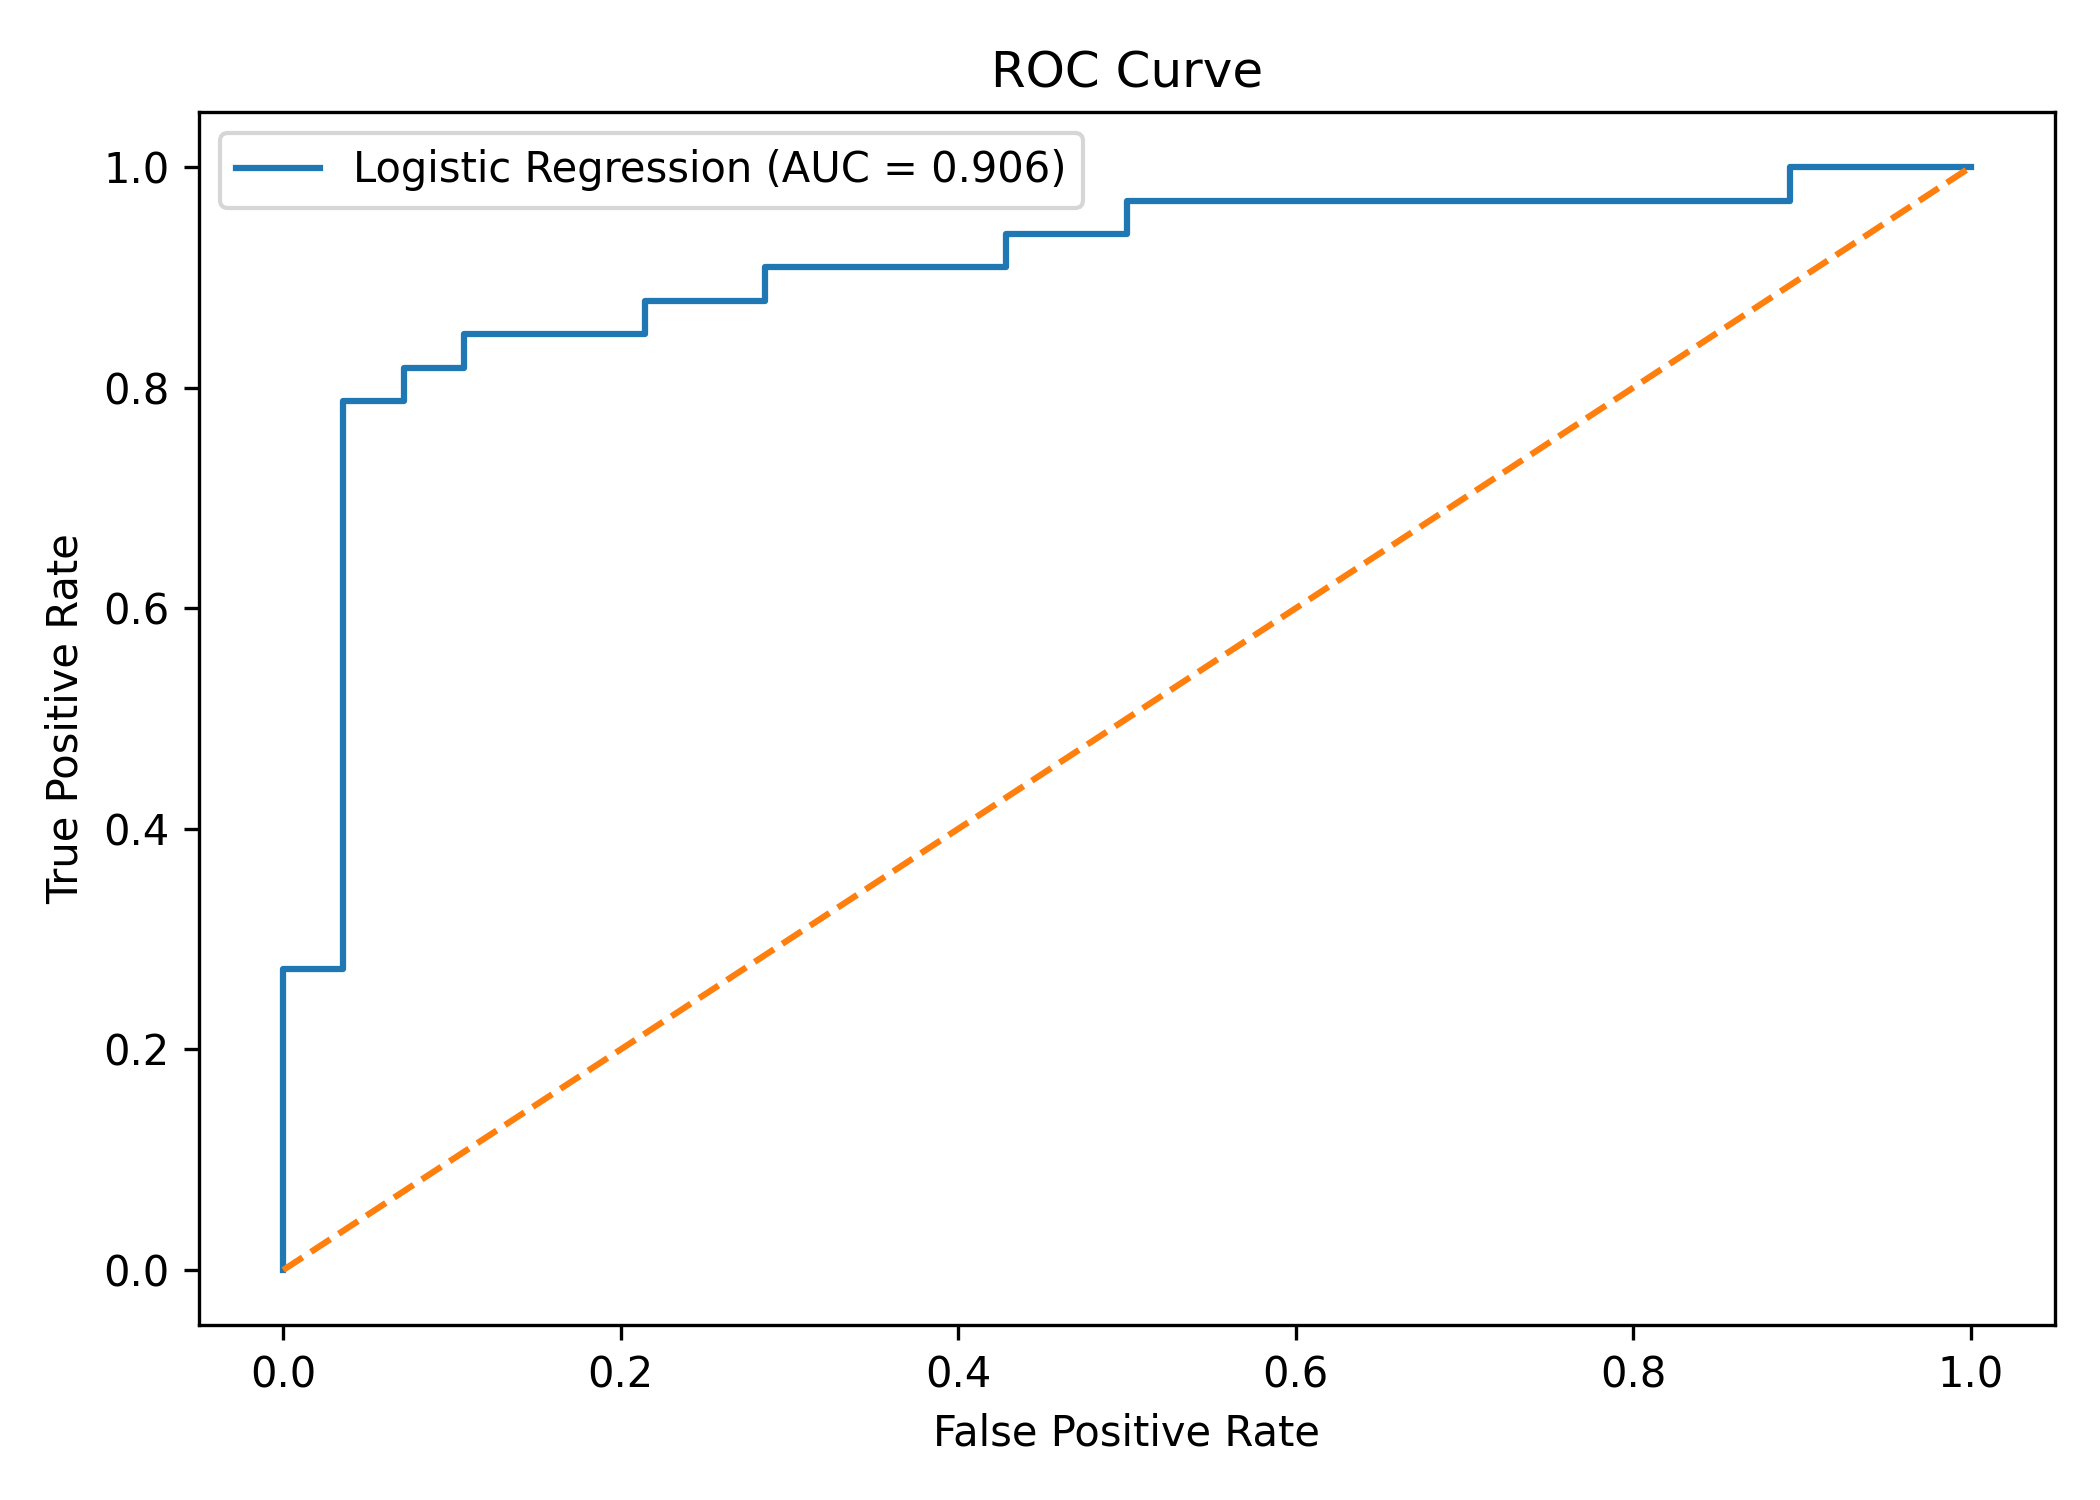 ROC Curve
Logistic Regression (AUC = 0.906)
True Positive Rate
1.0
0.8
0.6
0.4
0.2
0.0
0.0 0.2 0.4 0.6 0.8 1.0
False Positive Rate